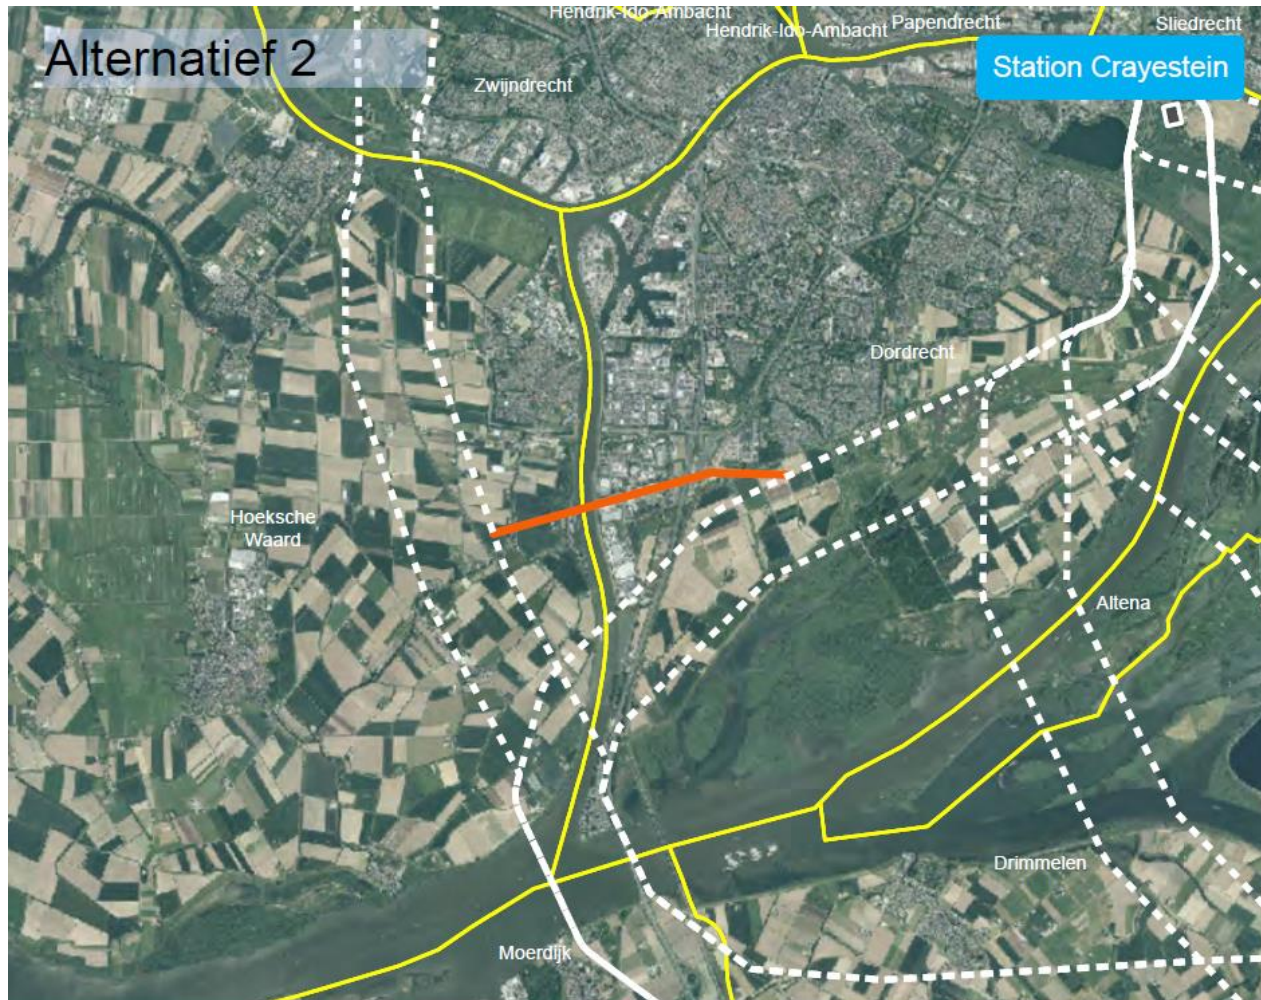 Hendrik-Ido-Ambacht
Hendrik-Ido-Ambacht
Papendrecht
Sliedrecht
Alternatief 2
Station Crayestein
Zwijndrecht
Dordrecht
Hoeksche
Waard
Altena
Drimmelen
Moerdijk